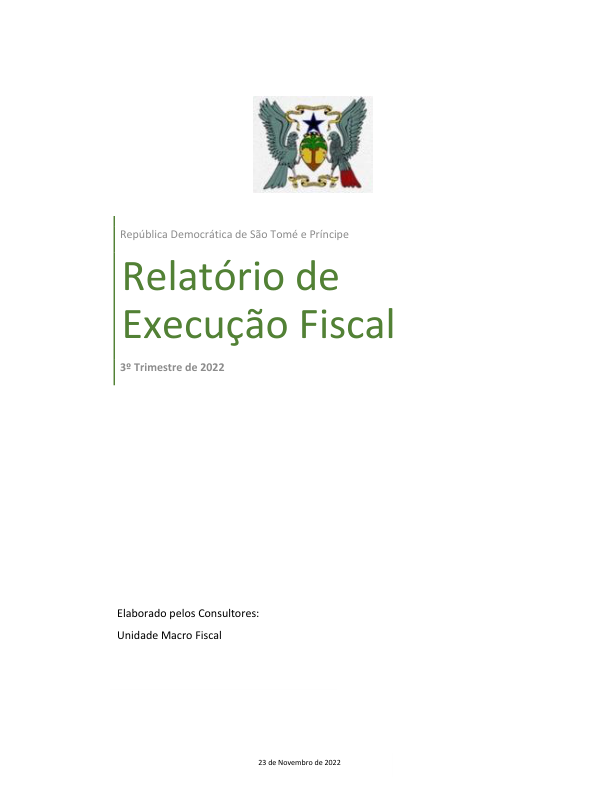 República Democrática de São Tomé e Príncipe
Relatório de
Execução Fiscal
3º Trimestre de 2022
Elaborado pelos Consultores:
Unidade Macro Fiscal
23 de Novembro de 2022